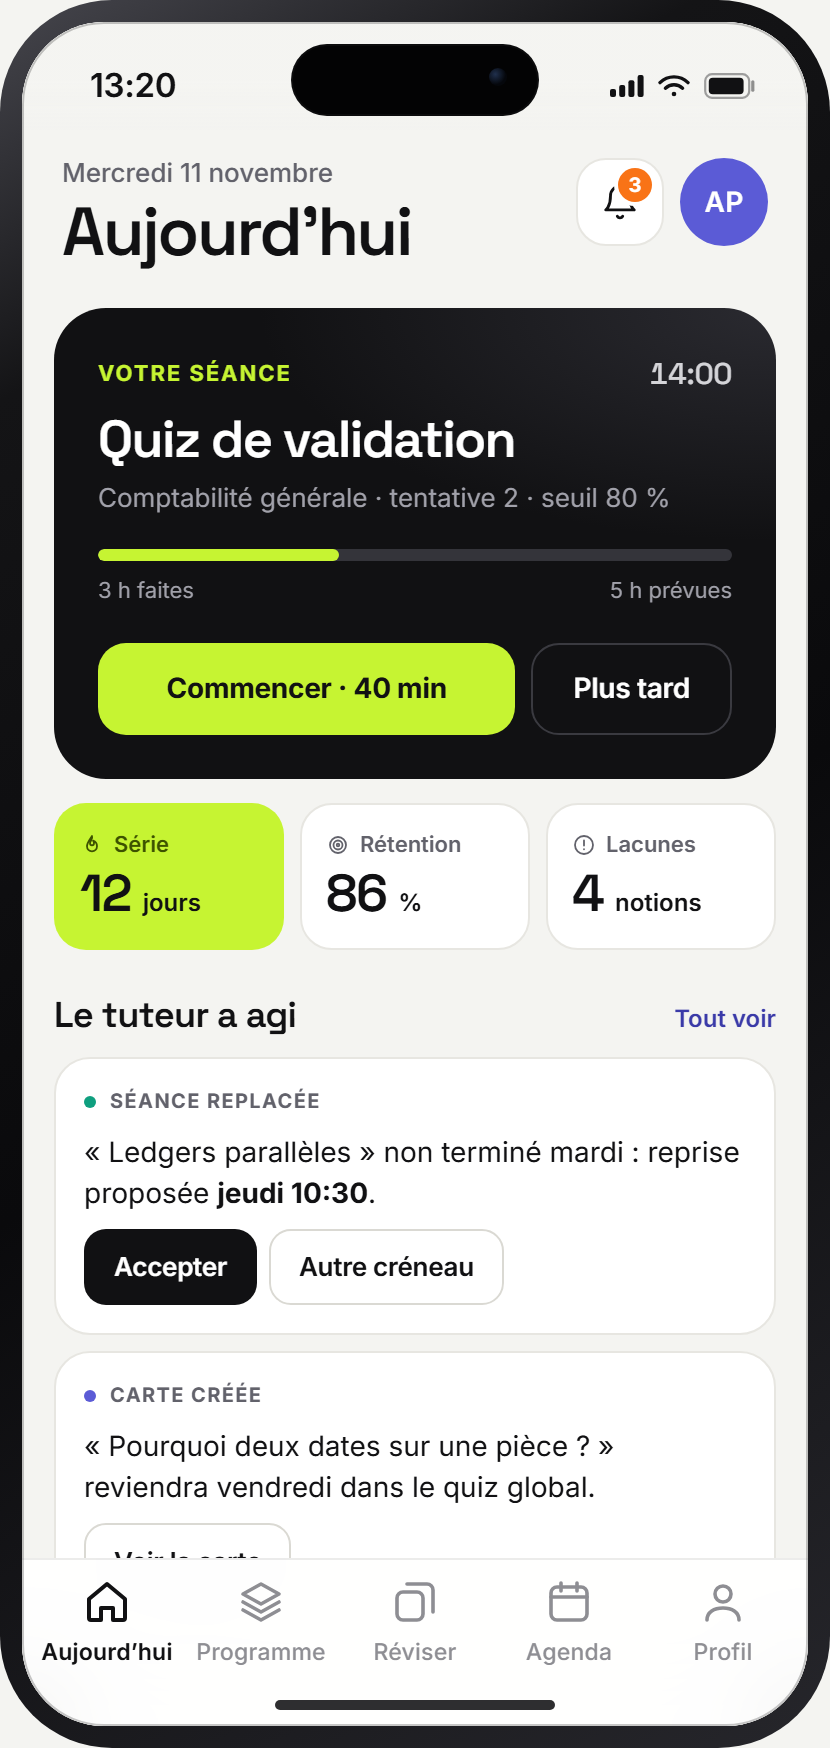 13:20
Mercredi 11 novembre
3
AP
Aujourd’hui
VOTRE SÉANCE
14:00
Quiz de validation
Comptabilité générale · tentative 2 · seuil 80 %
3 h faites
5 h prévues
Commencer · 40 min
Plus tard
Série
Rétention
Lacunes
12 jours
86 %
4 notions
Le tuteur a agi
Tout voir
SÉANCE REPLACÉE
« Ledgers parallèles » non terminé mardi : reprise
proposée jeudi 10:30.
Accepter
Autre créneau
CARTE CRÉÉE
« Pourquoi deux dates sur une pièce ? »
reviendra vendredi dans le quiz global.
Voir la carte
Aujourd’hui
Programme
Réviser
Agenda
Profil